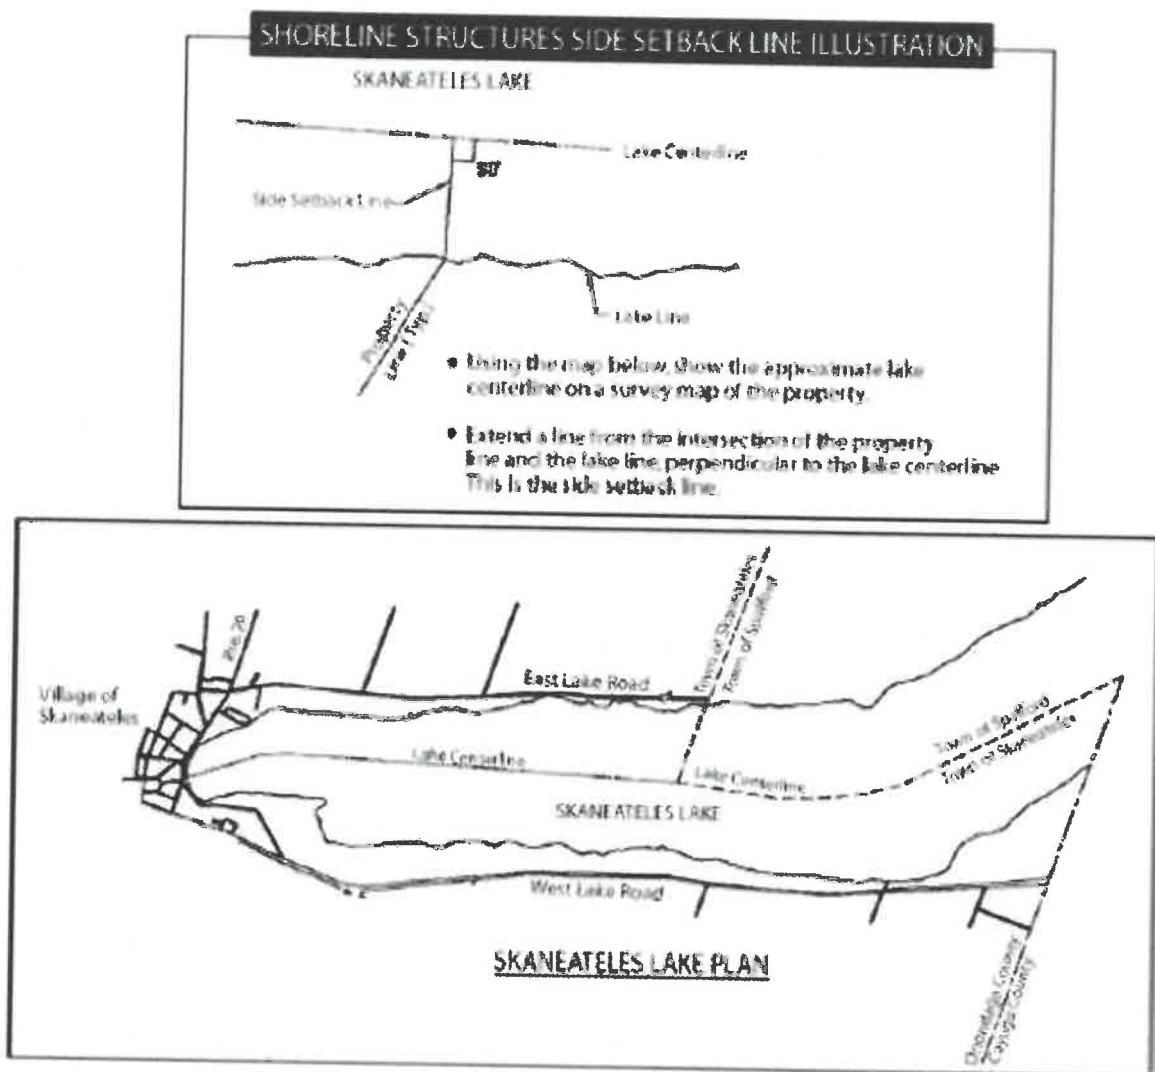 SHORELINE STRUCTURES SIDE SETBACK LINE ILLUSTRATION
SKANEATELES LAKE
Lake Centerline
90°
Side Setback Line
Property
Line (Typ.)
Lake Line
• Using the map below, show the approximate lake
centerline on a survey map of the property.
• Extend a line from the intersection of the property
line and the lake line, perpendicular to the lake centerline
This is the side setback line.
Town of Skaneateles
Town of Spafford
Rte. 20
East Lake Road
Village of
Skaneateles
Town of Spafford
Town of Skaneateles
Lake Centerline
Lake Centerline
SKANEATELES LAKE
West Lake Road
SKANEATELES LAKE PLAN
Onondaga County
Cayuga County